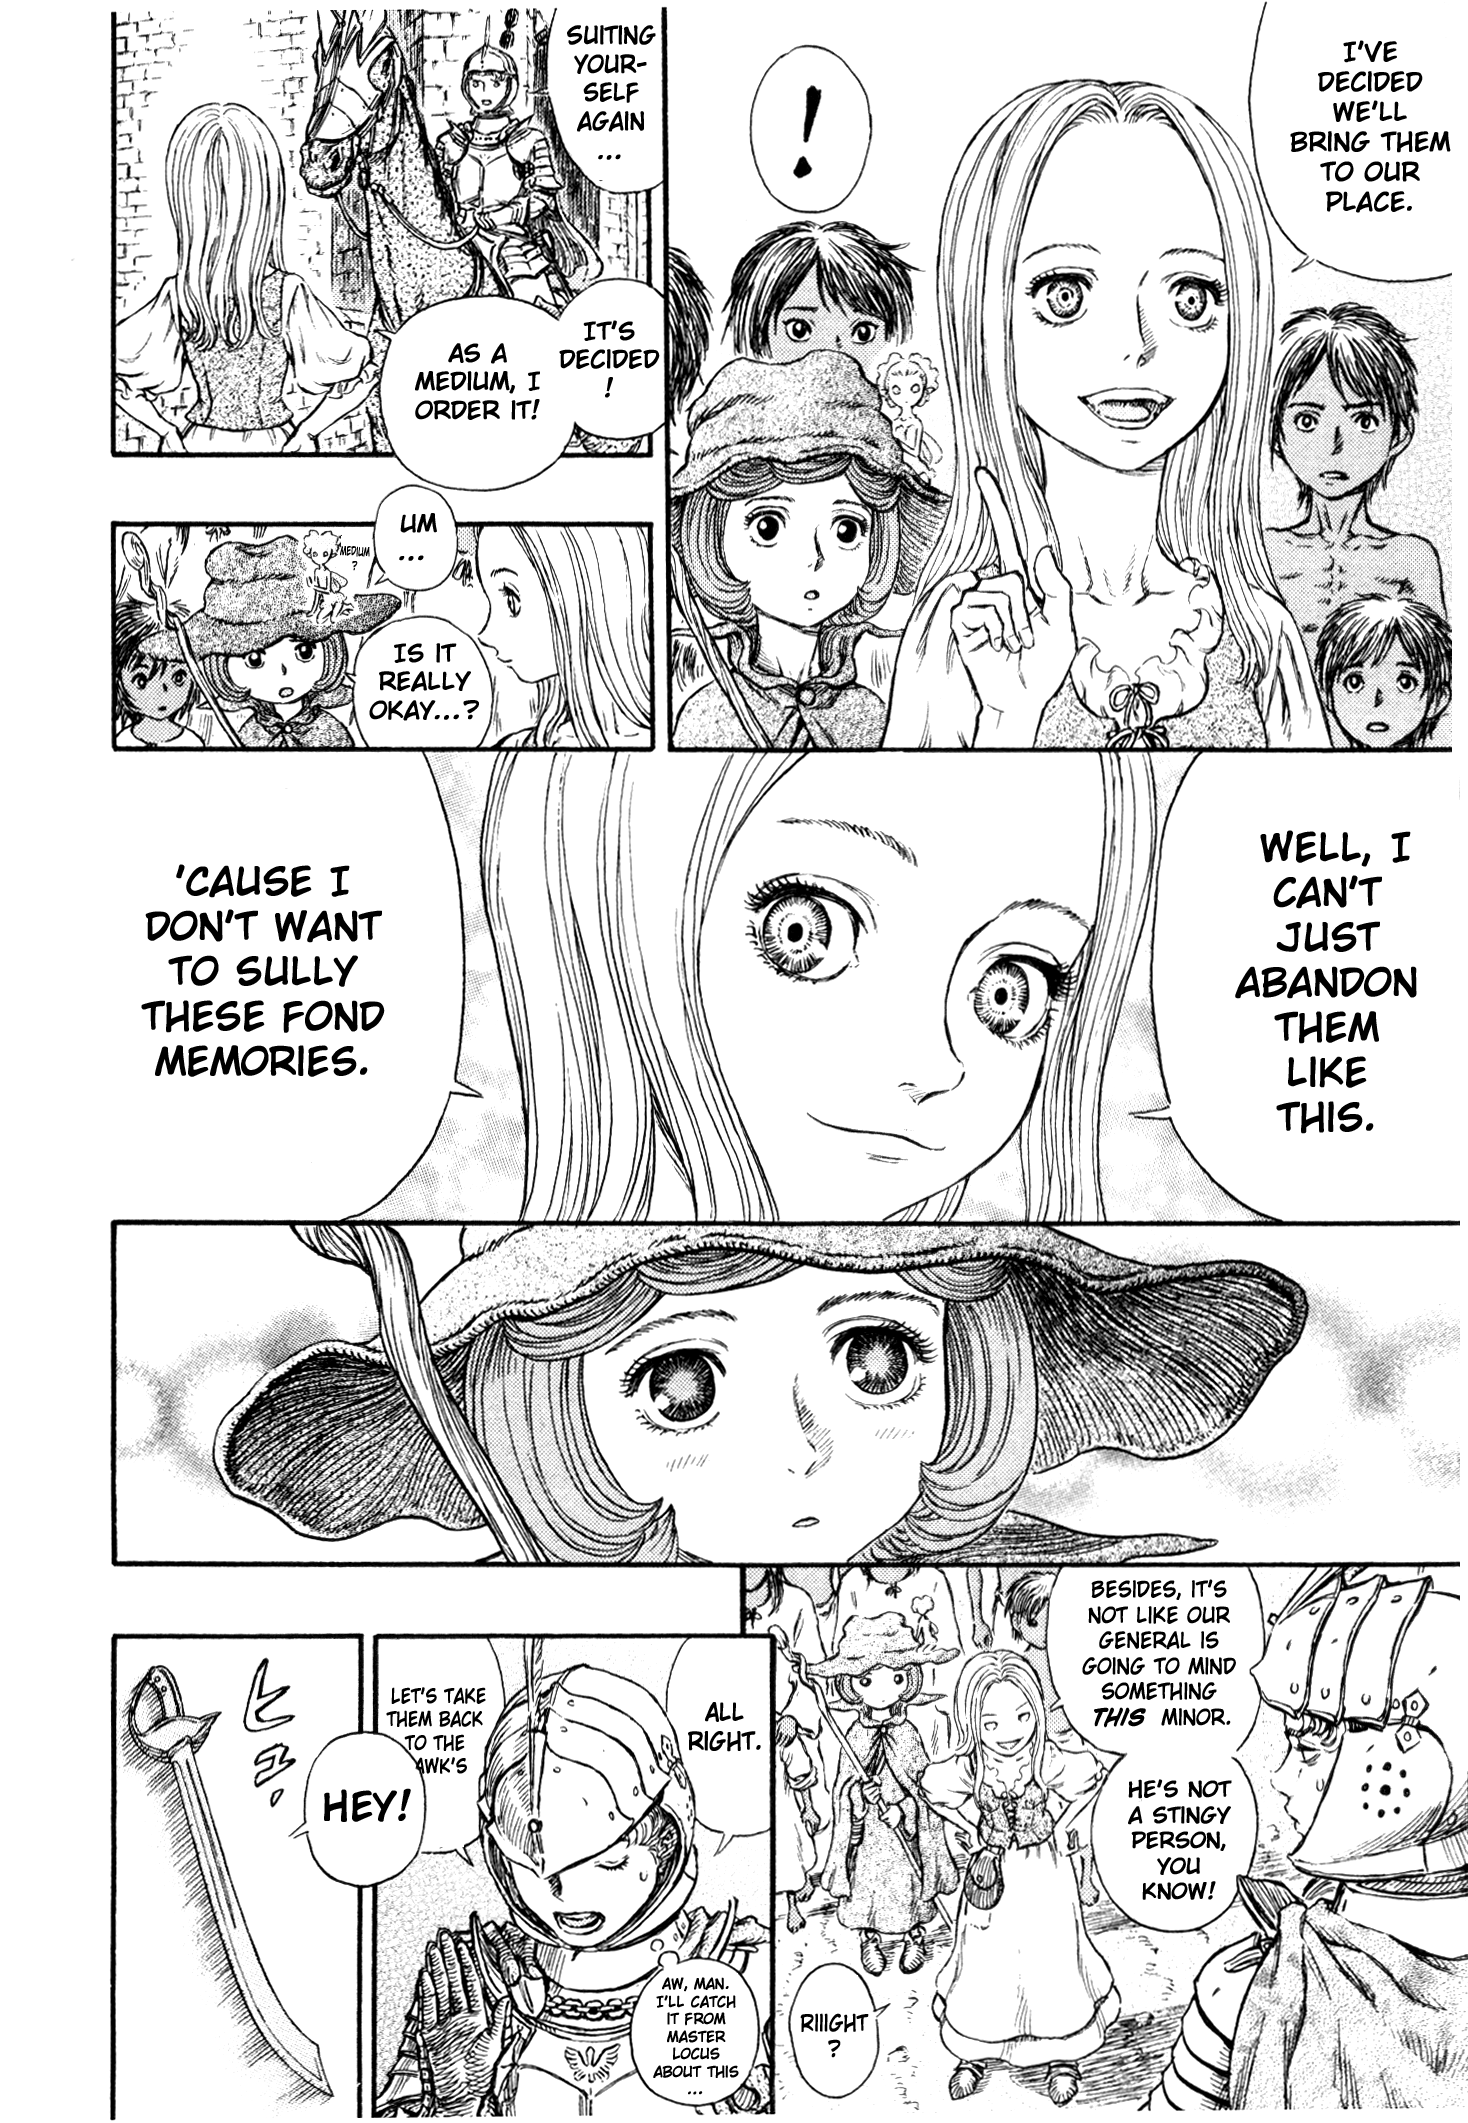 I'VE
DECIDED
WE'LL
BRING THEM
TO OUR
PLACE.
!
SUITING
YOUR-
SELF
AGAIN
...
IT'S
DECIDED
!
AS A
MEDIUM, I
ORDER IT!
UM
...
IS IT
REALLY
OKAY...?
MEDIUM
?
WELL, I
CAN'T
JUST
ABANDON
THEM
LIKE
THIS.
'CAUSE I
DON'T WANT
TO SULLY
THESE FOND
MEMORIES.
BESIDES, IT'S
NOT LIKE OUR
GENERAL IS
GOING TO MIND
SOMETHING
THIS MINOR.
HE'S NOT
A STINGY
PERSON,
YOU
KNOW!
RIIIGHT
?
ALL
RIGHT.
AW, MAN.
I'LL CATCH
IT FROM
MASTER
LOCUS
ABOUT THIS
...
LET'S TAKE
THEM BACK
TO THE
AWK'S
HEY!
ヒョイ